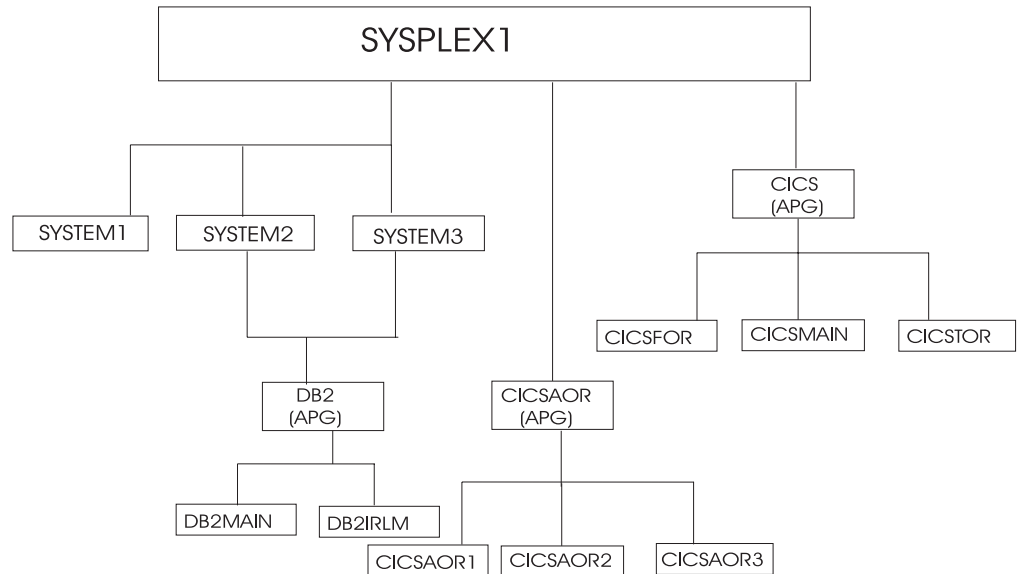 SYSPLEX1
CICS
(APG)
SYSTEM1
SYSTEM2
SYSTEM3
CICSFOR
CICSMAIN
CICSTOR
DB2
(APG)
CICSAOR
(APG)
DB2MAIN
DB2IRLM
CICSAOR1
CICSAOR2
CICSAOR3